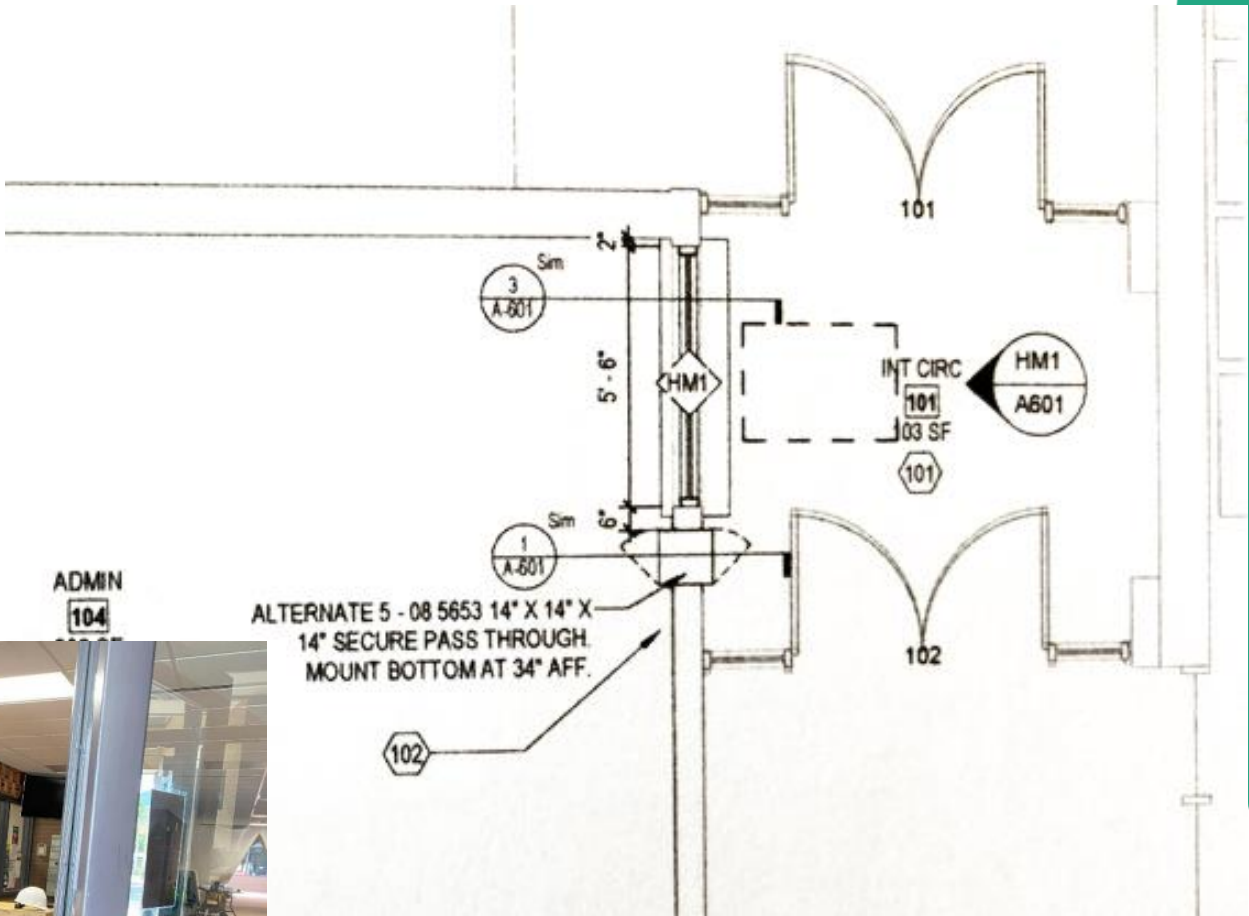 101
2"
Sim
3
A-601
5' - 6"
HM1
INT CIRC
101
103 SF
101
HM1
A601
6"
Sim
1
A-601
ADMIN
104
ALTERNATE 5 - 08 5653 14" X 14" X
14" SECURE PASS THROUGH.
MOUNT BOTTOM AT 34" AFF.
102
102